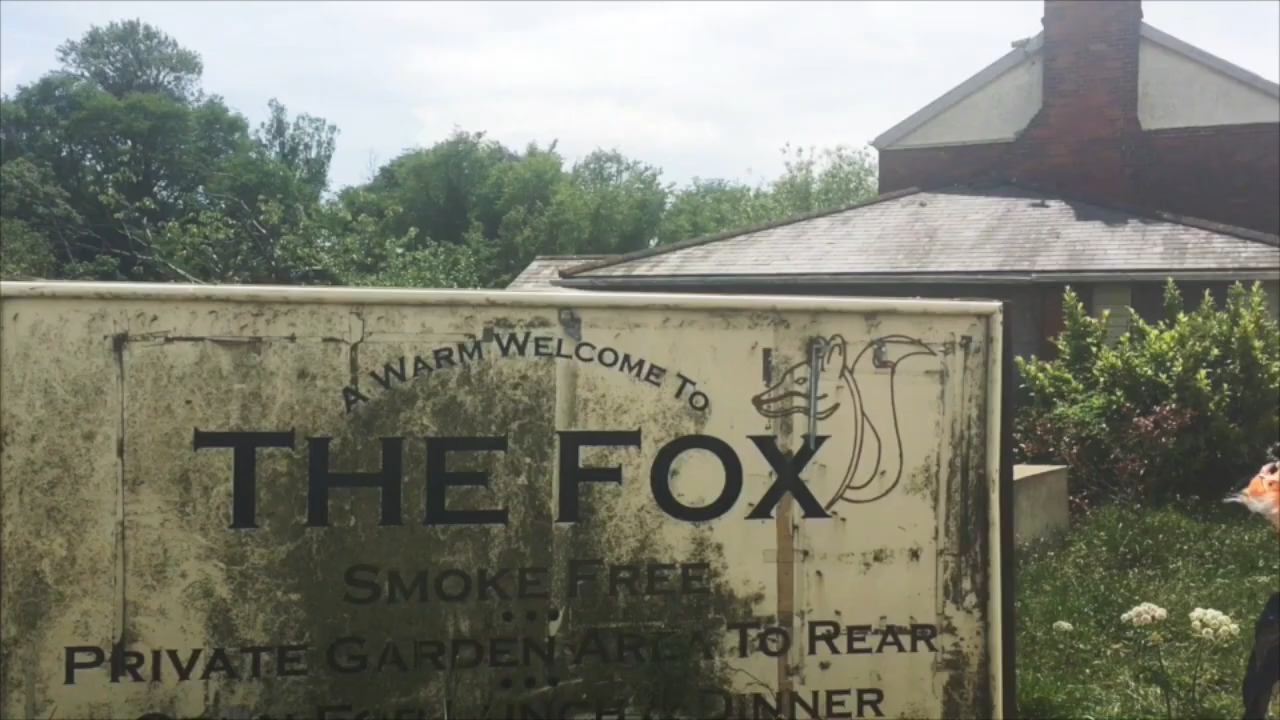 A WARM WELCOME TO
THE FOX
SMOKE FREE
PRIVATE GARDEN AREA TO REAR
DINNER